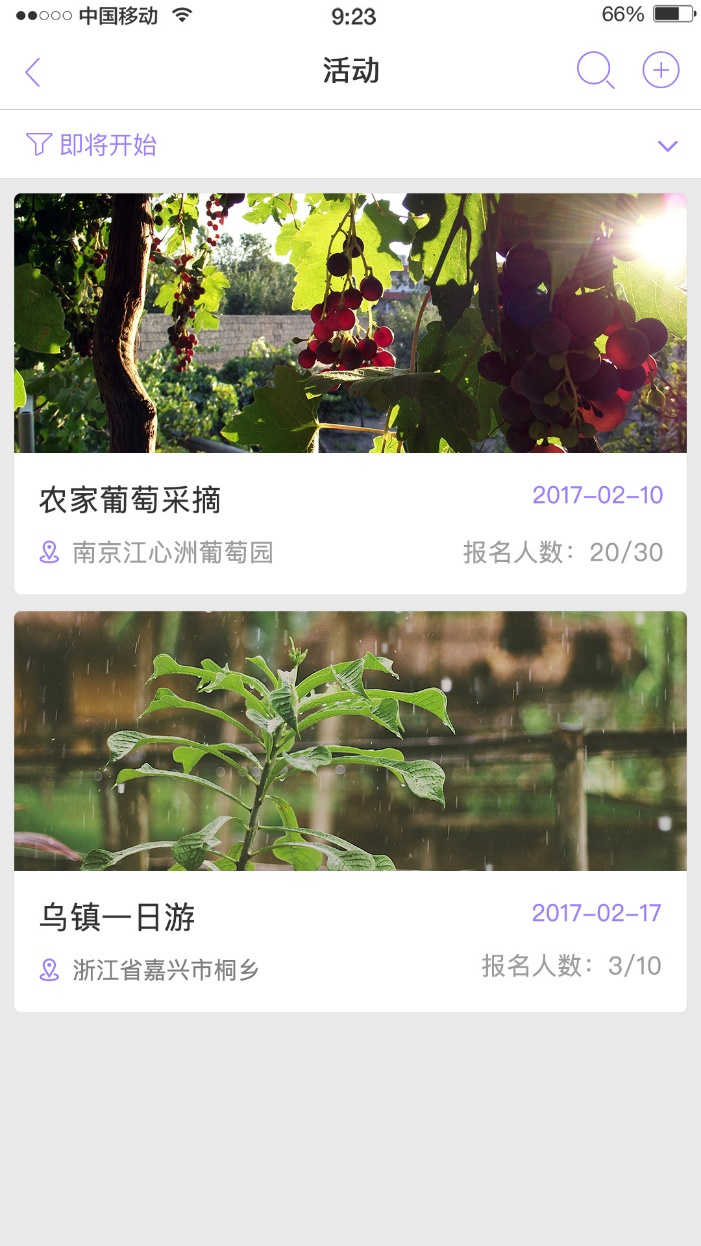 中国移动 9:23 66%
活动
即将开始
农家葡萄采摘 2017-02-10
南京江心洲葡萄园 报名人数：20/30
乌镇一日游 2017-02-17
浙江省嘉兴市桐乡 报名人数：3/10